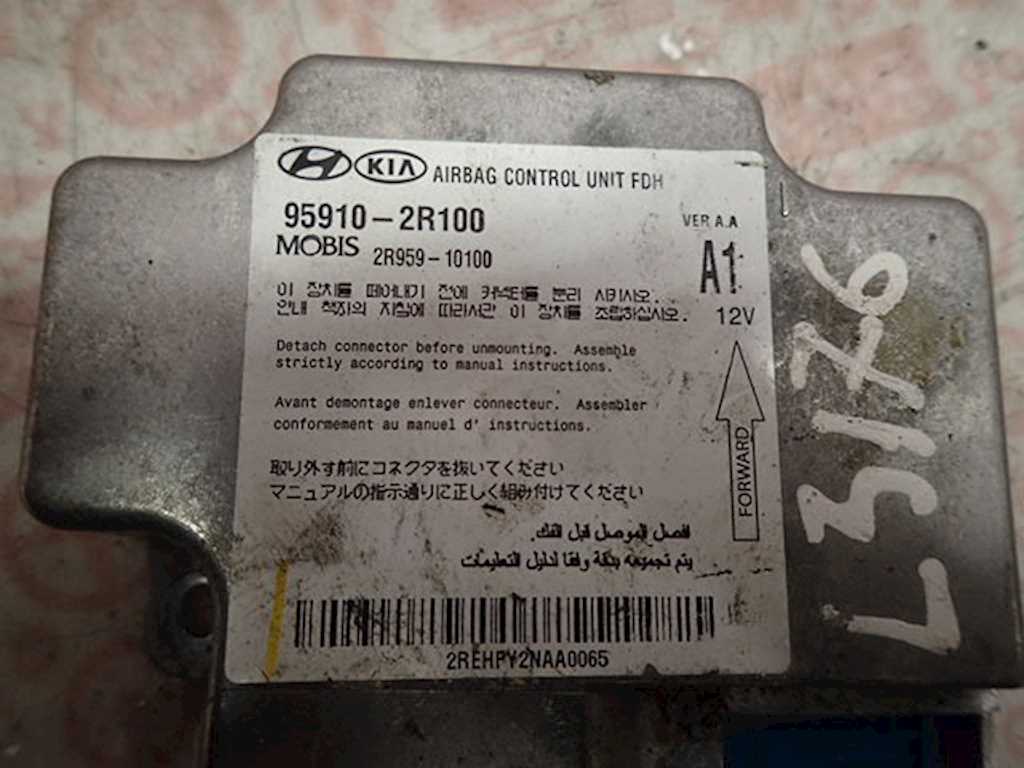 KIA AIRBAG CONTROL UNIT FDH
95910-2R100
VER A.A
MOBIS 2R959-10100
A1
이 장치를 떼어내기 전에 커넥터를 분리 시키시오.
안내 책자의 지침에 따라서만 이 장치를 조립하십시오.
12V
Detach connector before unmounting. Assemble
strictly according to manual instructions.
Avant demontage enlever connecteur. Assembler
conformement au manuel d' instructions.
FORWARD
取り外す前にコネクタを抜いてください
マニュアルの指示通りに正しく組み付けてください
افصل الموصل قبل الفك.
يتم تجميعه بدقة وفقا لدليل التعليمات
2REHPY2NAA0065
L3176